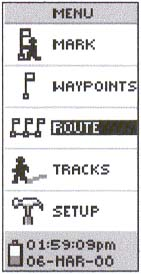 MENU
MARK
WAYPOINTS
ROUTE
TRACKS
SETUP
01:59:09pm
06-MAR-00